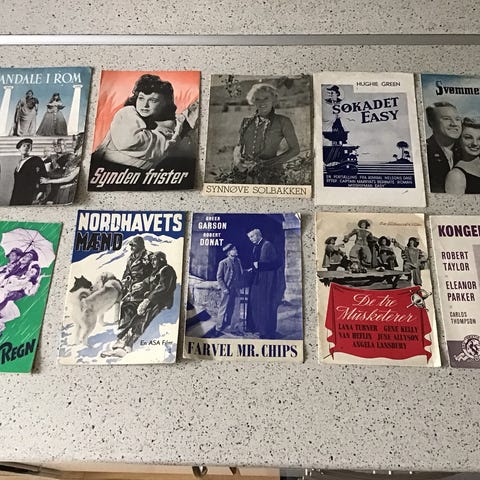 ANDALE I ROM
Synden frister
SYNNØVE SOLBAKKEN
HUGHIE GREEN
SØKADET
EASY
Svømme
REGN
NORDHAVETS
MÆND
En ASA Film
GREER
GARSON
ROBERT
DONAT
FARVEL MR. CHIPS
De tre
Musketerer
LANA TURNER GENE KELLY
VAN HEFLIN JUNE ALLYSON
ANGELA LANSBURY
KONGE
ROBERT
TAYLOR
ELEANOR
PARKER
CARLOS
THOMPSON